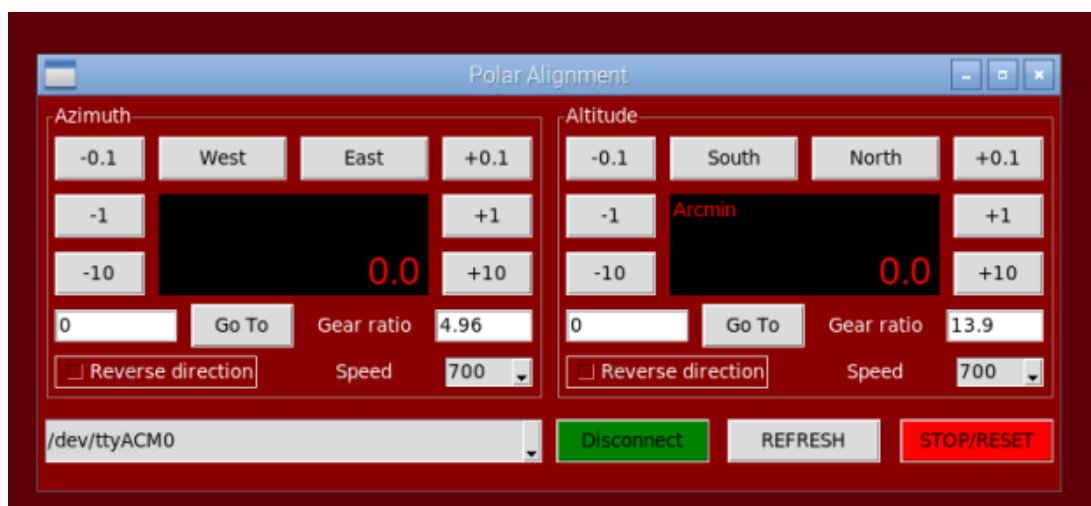 Polar Alignment
Azimuth
-0.1 West East +0.1
-1 +1
-10 0.0 +10
0 Go To Gear ratio 4.96
Reverse direction Speed 700
Altitude
-0.1 South North +0.1
-1 Arcmin +1
-10 0.0 +10
0 Go To Gear ratio 13.9
Reverse direction Speed 700
/dev/ttyACM0 Disconnect REFRESH STOP/RESET